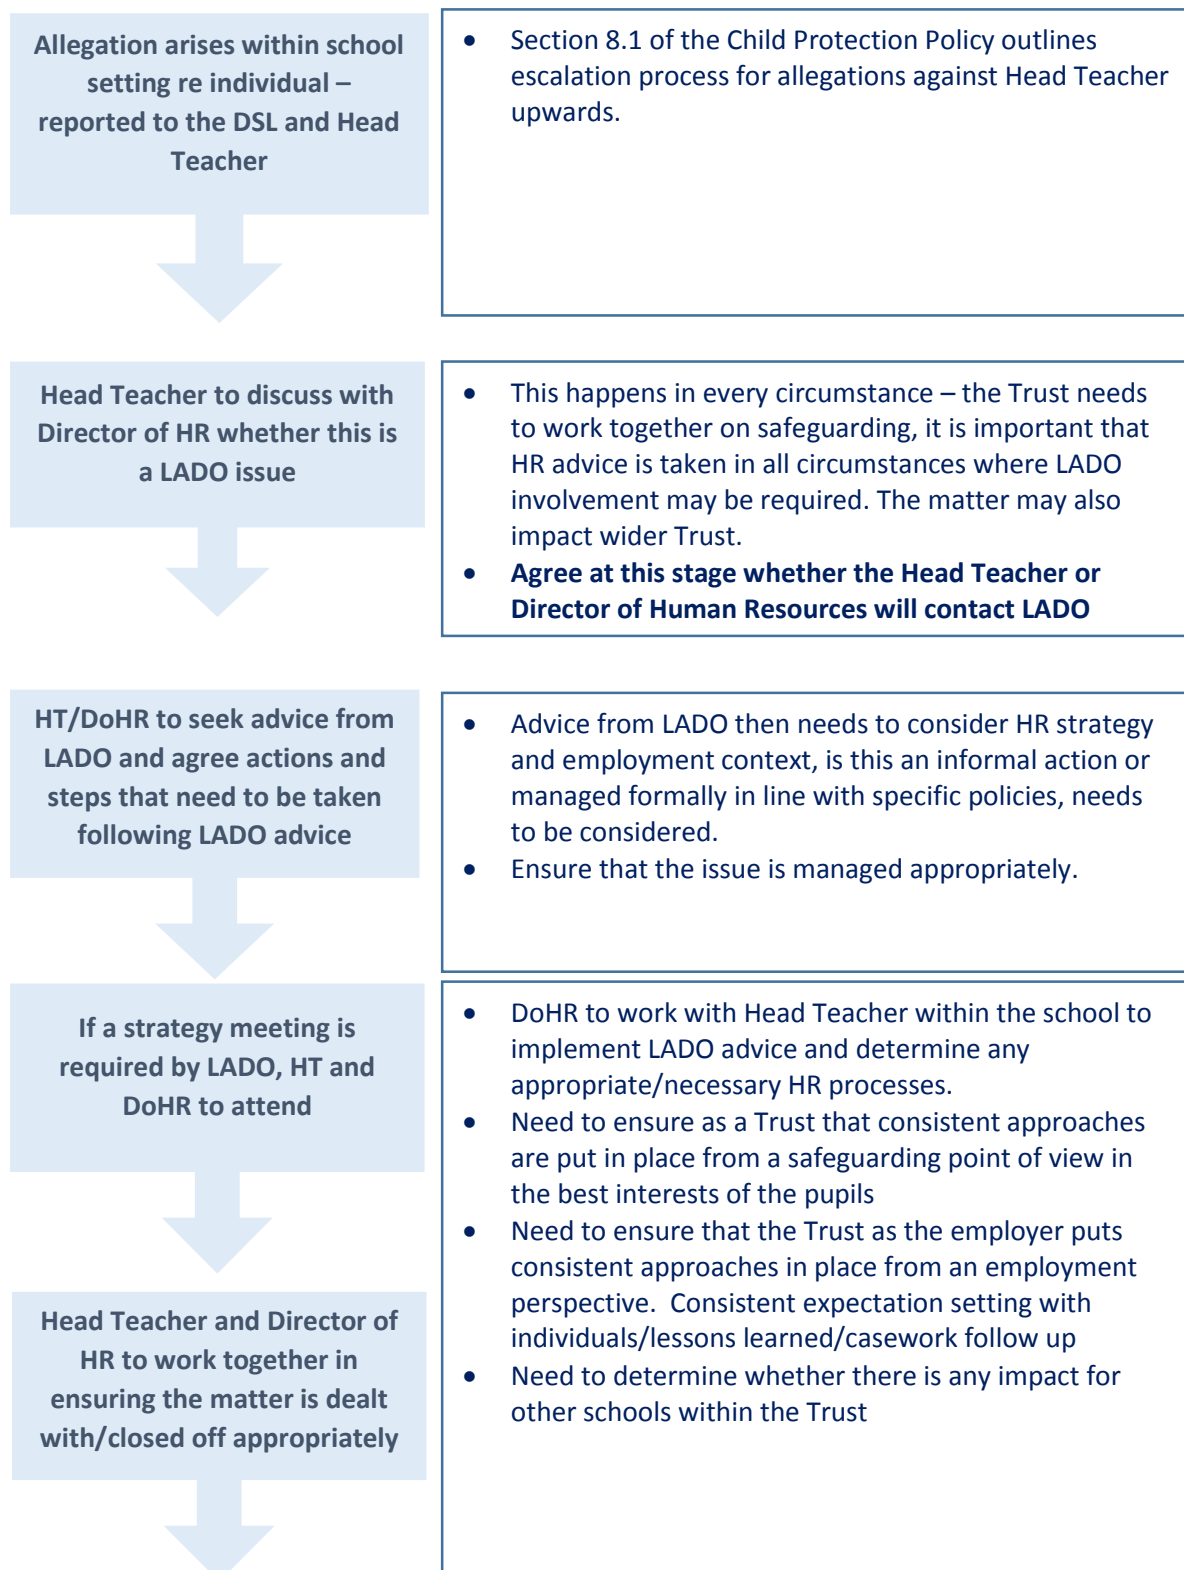 Allegation arises within school
setting re individual –
reported to the DSL and Head
Teacher
• Section 8.1 of the Child Protection Policy outlines
escalation process for allegations against Head Teacher
upwards.
Head Teacher to discuss with
Director of HR whether this is
a LADO issue
• This happens in every circumstance – the Trust needs
to work together on safeguarding, it is important that
HR advice is taken in all circumstances where LADO
involvement may be required. The matter may also
impact wider Trust.
• Agree at this stage whether the Head Teacher or
Director of Human Resources will contact LADO
HT/DoHR to seek advice from
LADO and agree actions and
steps that need to be taken
following LADO advice
• Advice from LADO then needs to consider HR strategy
and employment context, is this an informal action or
managed formally in line with specific policies, needs
to be considered.
• Ensure that the issue is managed appropriately.
If a strategy meeting is
required by LADO, HT and
DoHR to attend
• DoHR to work with Head Teacher within the school to
implement LADO advice and determine any
appropriate/necessary HR processes.
• Need to ensure as a Trust that consistent approaches
are put in place from a safeguarding point of view in
the best interests of the pupils
• Need to ensure that the Trust as the employer puts
consistent approaches in place from an employment
perspective.  Consistent expectation setting with
individuals/lessons learned/casework follow up
• Need to determine whether there is any impact for
other schools within the Trust
Head Teacher and Director of
HR to work together in
ensuring the matter is dealt
with/closed off appropriately